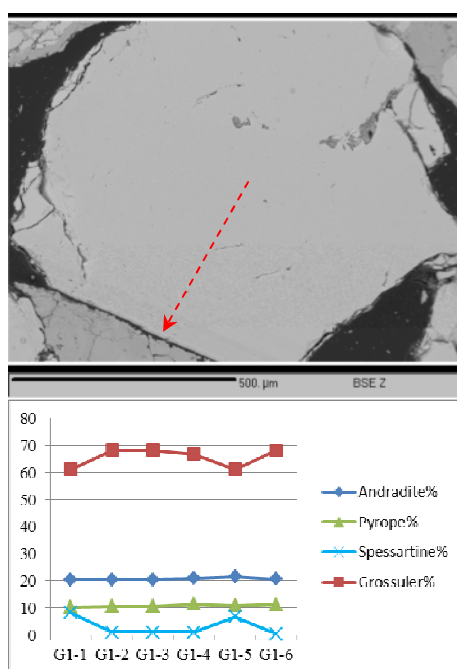 500. µm BSE Z
80
70
60
50
40
30
20
10
0
G1-1 G1-2 G1-3 G1-4 G1-5 G1-6
Andradite%
Pyrope%
Spessartine%
Grossuler%